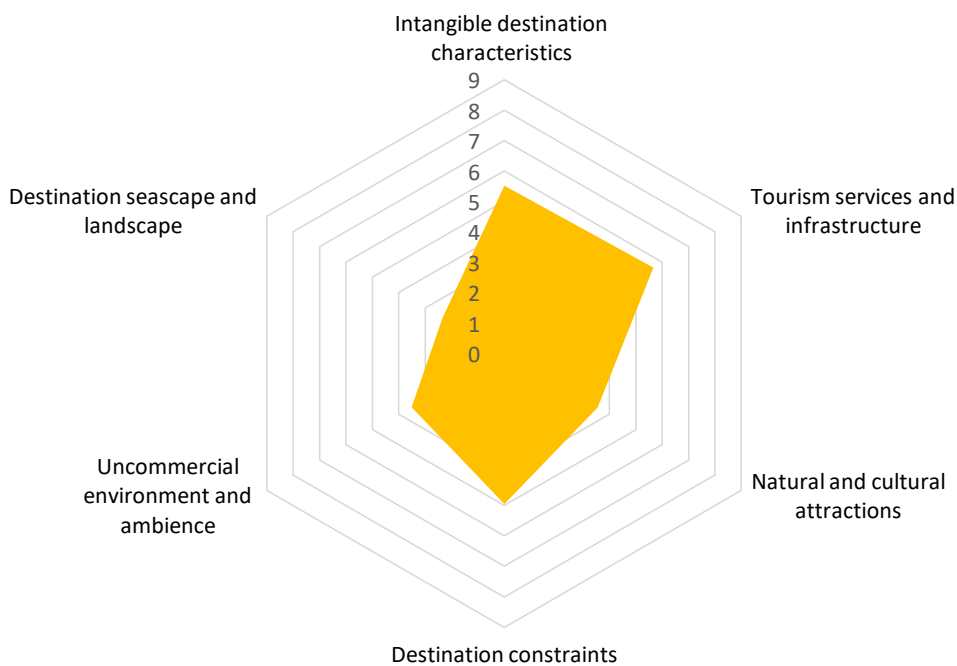 Intangible destination
characteristics
9
8
7
6
5
4
3
2
1
0
Tourism services and
infrastructure
Natural and cultural
attractions
Destination constraints
Uncommercial
environment and
ambience
Destination seascape and
landscape